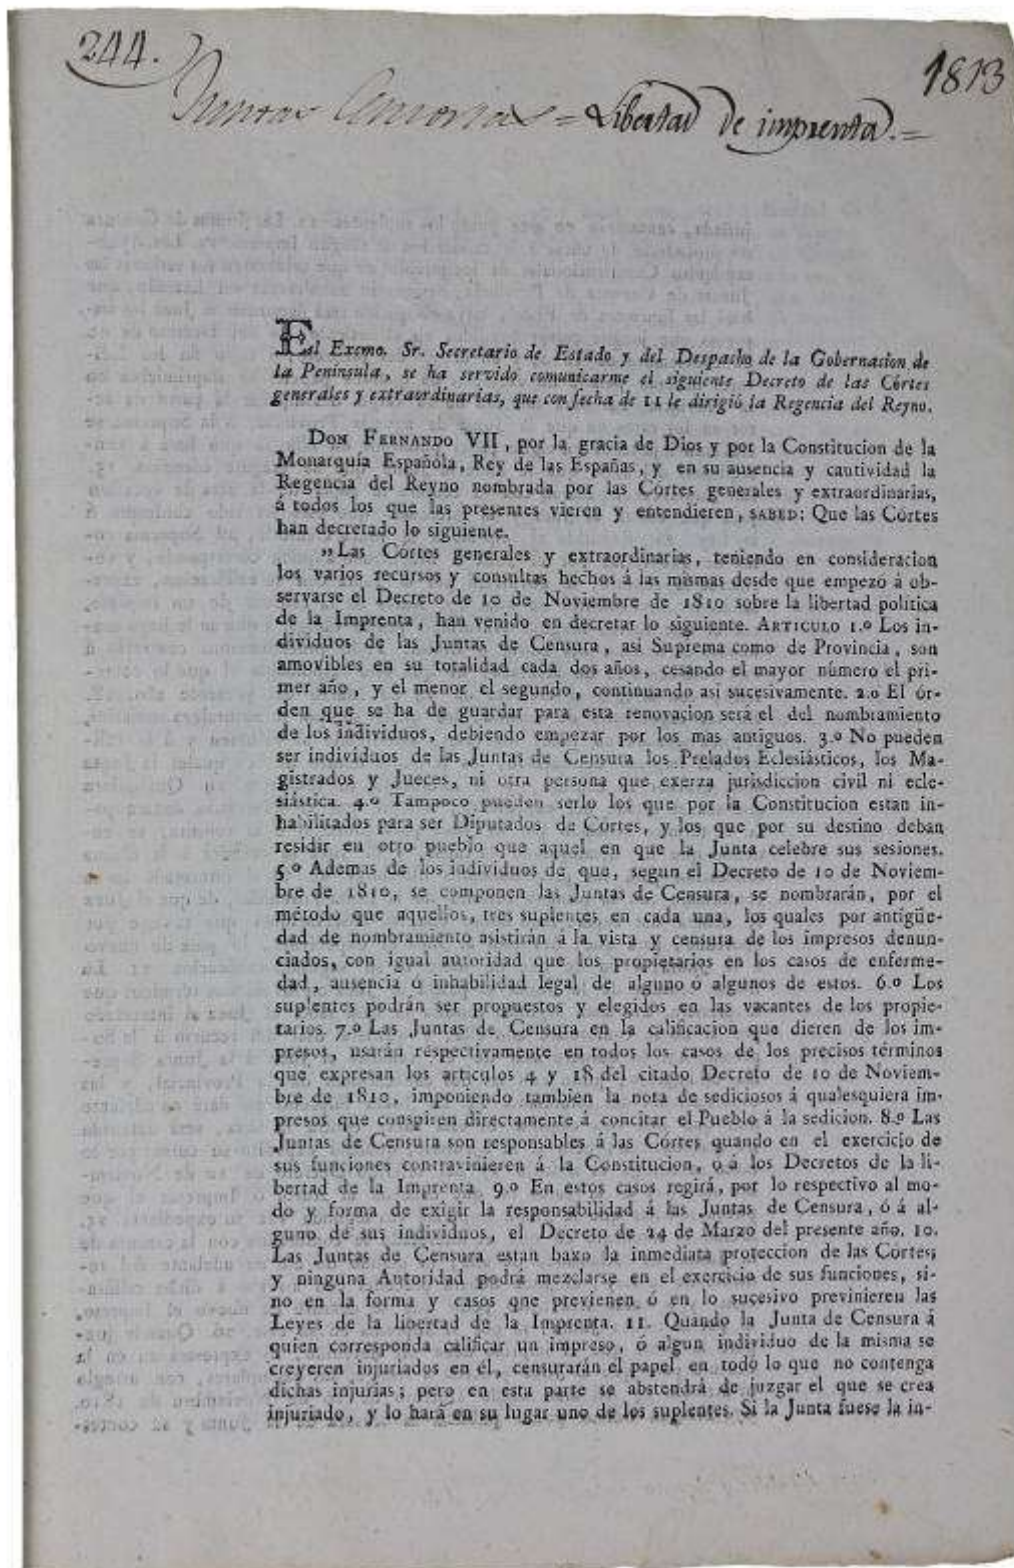 244.
1813
Juntas Censorias = Libertad de imprenta. =
El Excmo. Sr. Secretario de Estado y del Despacho de la Gobernacion de
la Peninsula, se ha servido comunicarme el siguiente Decreto de las Córtes
generales y extraordinarias, que con fecha de 11 le dirigió la Regencia del Reyno.
DON FERNANDO VII, por la gracia de Dios y por la Constitucion de la
Monarquía Española, Rey de las Españas, y en su ausencia y cautividad la
Regencia del Reyno nombrada por las Córtes generales y extraordinarias,
á todos los que las presentes vieren y entendieren, SABED: Que las Córtes
han decretado lo siguiente.
„Las Córtes generales y extraordinarias, teniendo en consideracion
los varios recursos y consultas hechos á las mismas desde que empezó á ob-
servarse el Decreto de 10 de Noviembre de 1810 sobre la libertad política
de la Imprenta, han venido en decretar lo siguiente. ARTICULO 1.º Los in-
dividuos de las Juntas de Censura, asi Suprema como de Provincia, son
amovibles en su totalidad cada dos años, cesando el mayor número el pri-
mer año, y el menor el segundo, continuando asi sucesivamente. 2.º El ór-
den que se ha de guardar para esta renovacion será el del nombramiento
de los individuos, debiendo empezar por los mas antiguos. 3.º No pueden
ser individuos de las Juntas de Censura los Prelados Eclesiásticos, los Ma-
gistrados y Jueces, ni otra persona que exerza jurisdiccion civil ni ecle-
siástica. 4.º Tampoco pueden serlo los que por la Constitucion estan in-
habilitados para ser Diputados de Córtes, y los que por su destino deban
residir en otro pueblo que aquel en que la Junta celebre sus sesiones.
5.º Ademas de los individuos de que, segun el Decreto de 10 de Noviem-
bre de 1810, se componen las Juntas de Censura, se nombrarán, por el
método que aquellos, tres suplentes en cada una, los quales por antigüe-
dad de nombramiento asistirán á la vista y censura de los impresos denun-
ciados, con igual autoridad que los propietarios en los casos de enferme-
dad, ausencia ó inhabilidad legal de alguno ó algunos de estos. 6.º Los
suplentes podrán ser propuestos y elegidos en las vacantes de los propie-
tarios. 7.º Las Juntas de Censura en la calificacion que dieren de los im-
presos, usarán respectivamente en todos los casos de los precisos términos
que expresan los articulos 4 y 18 del citado Decreto de 10 de Noviem-
bre de 1810, imponiendo tambien la nota de sediciosos á qualesquiera im-
presos que conspiren directamente á concitar el Pueblo á la sedicion. 8.º Las
Juntas de Censura son responsables á las Córtes quando en el exercicio de
sus funciones contravinieren á la Constitucion, ó á los Decretos de la li-
bertad de la Imprenta. 9.º En estos casos regirá, por lo respectivo al mo-
do y forma de exigir la responsabilidad á las Juntas de Censura, ó á al-
guno de sus individuos, el Decreto de 24 de Marzo del presente año. 10.
Las Juntas de Censura estan baxo la inmediata proteccion de las Córtes;
y ninguna Autoridad podrá mezclarse en el exercicio de sus funciones, si-
no en la forma y casos que previenen ó en lo sucesivo previnieren las
Leyes de la libertad de la Imprenta. 11. Quando la Junta de Censura á
quien corresponda calificar un impreso, ó algun individuo de la misma se
creyeren injuriados en él, censurarán el papel en todo lo que no contenga
dichas injurias; pero en esta parte se abstendrá de juzgar el que se crea
injuriado, y lo hará en su lugar uno de los suplentes. Si la Junta fuese la in-